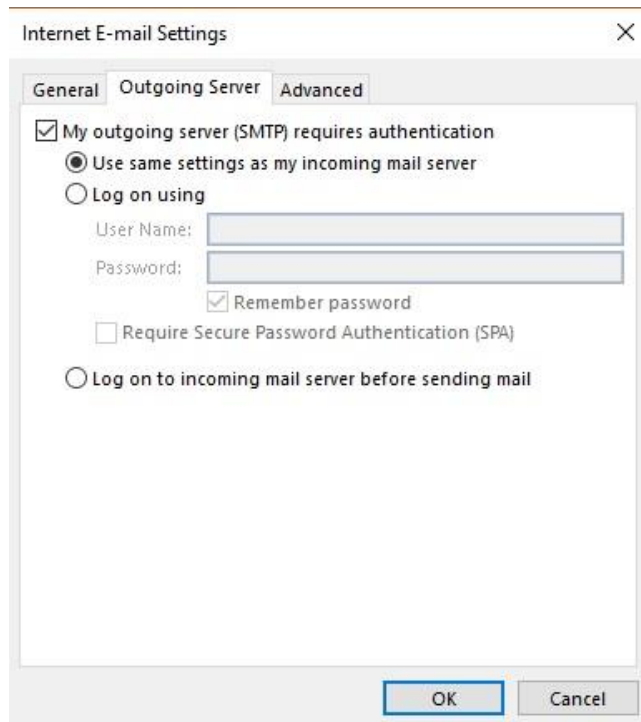 Internet E-mail Settings
General Outgoing Server Advanced
My outgoing server (SMTP) requires authentication
Use same settings as my incoming mail server
Log on using
User Name:
Password:
Remember password
Require Secure Password Authentication (SPA)
Log on to incoming mail server before sending mail
OK Cancel